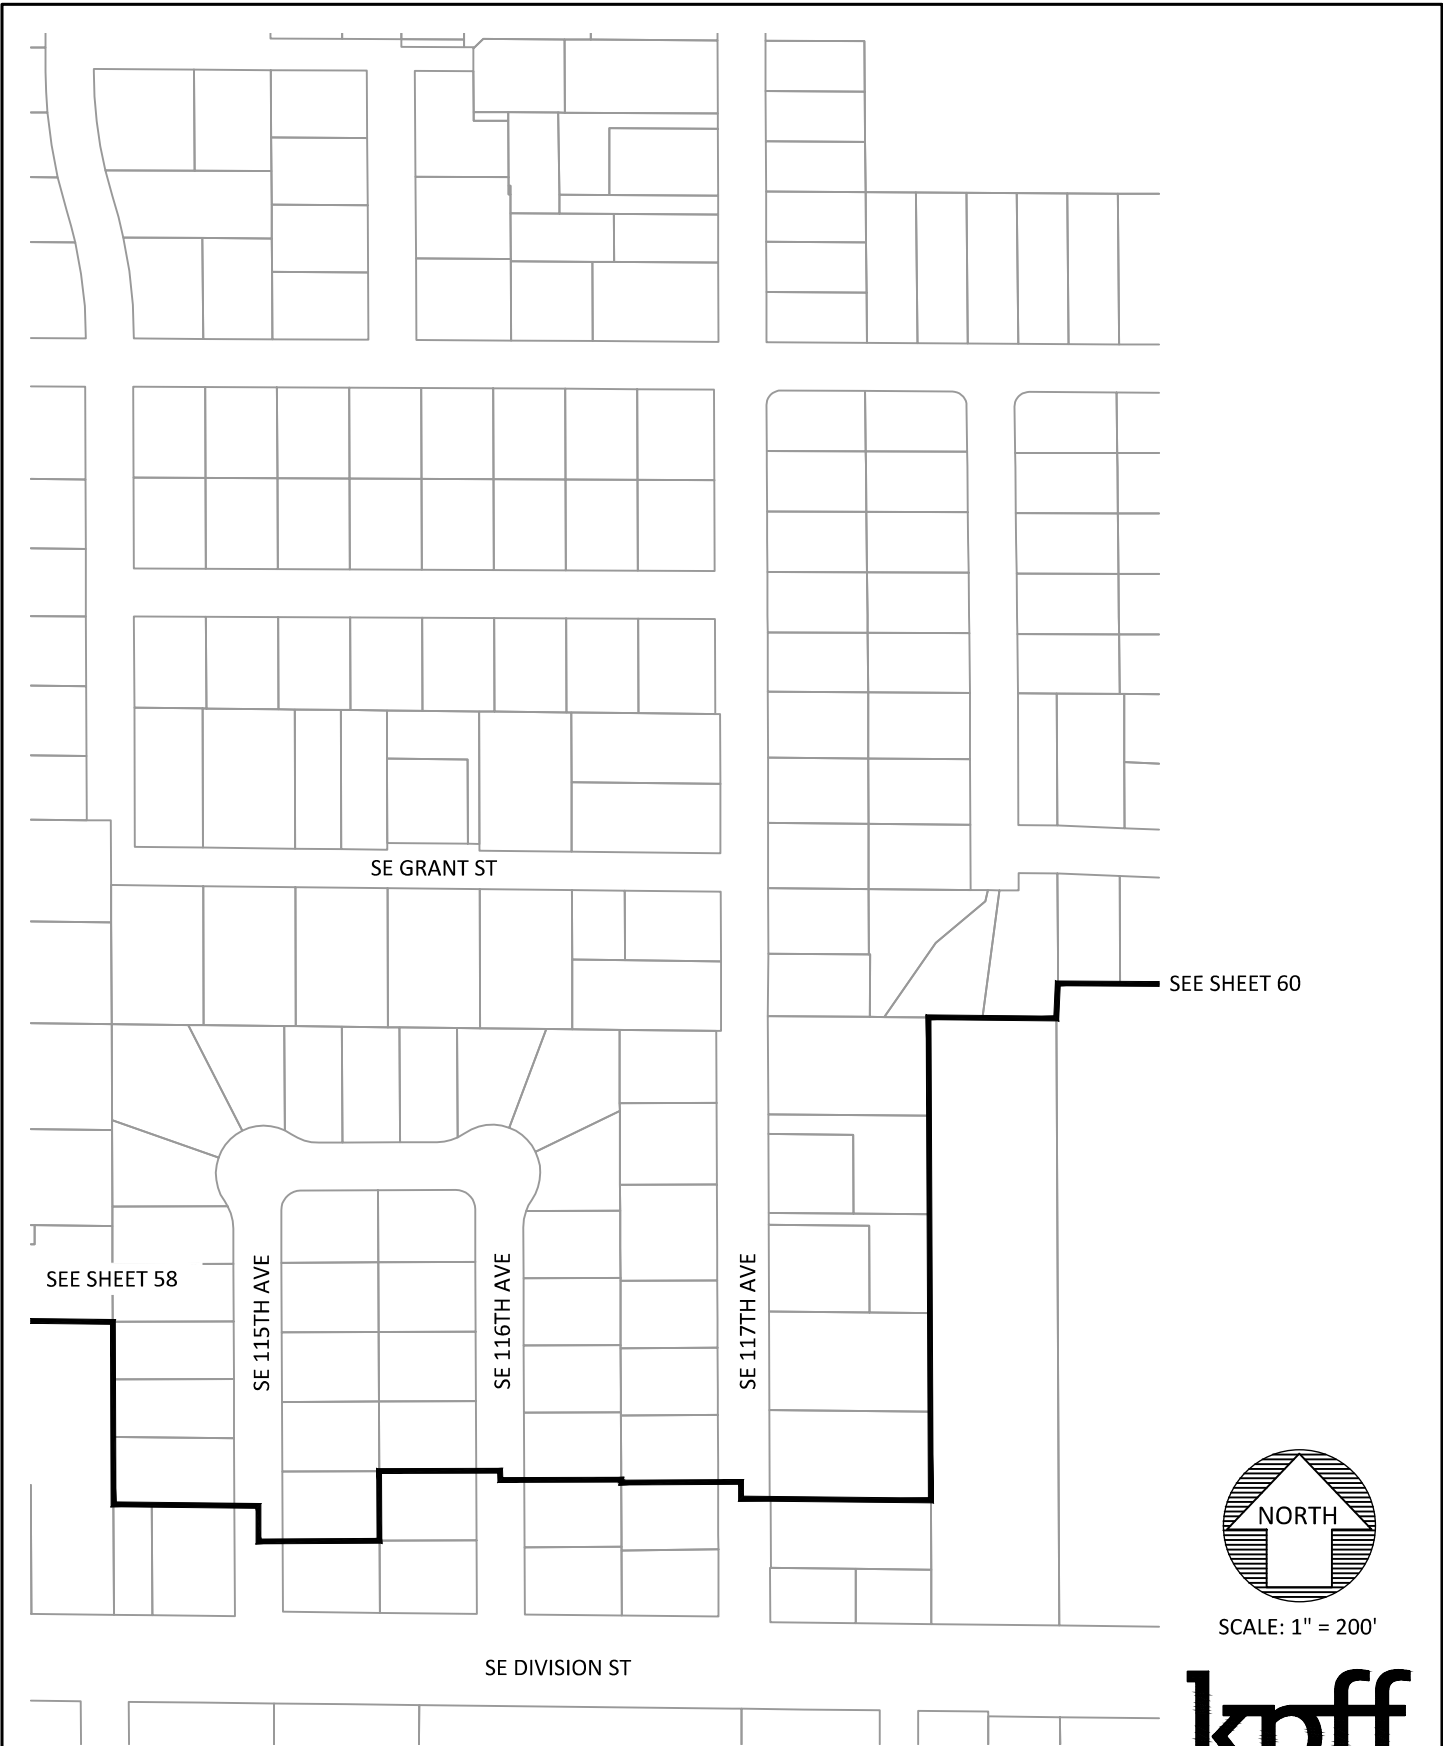 SE GRANT ST
SEE SHEET 60
SEE SHEET 58
SE 115TH AVE
SE 116TH AVE
SE 117TH AVE
NORTH
SCALE: 1" = 200'
SE DIVISION ST
kpff